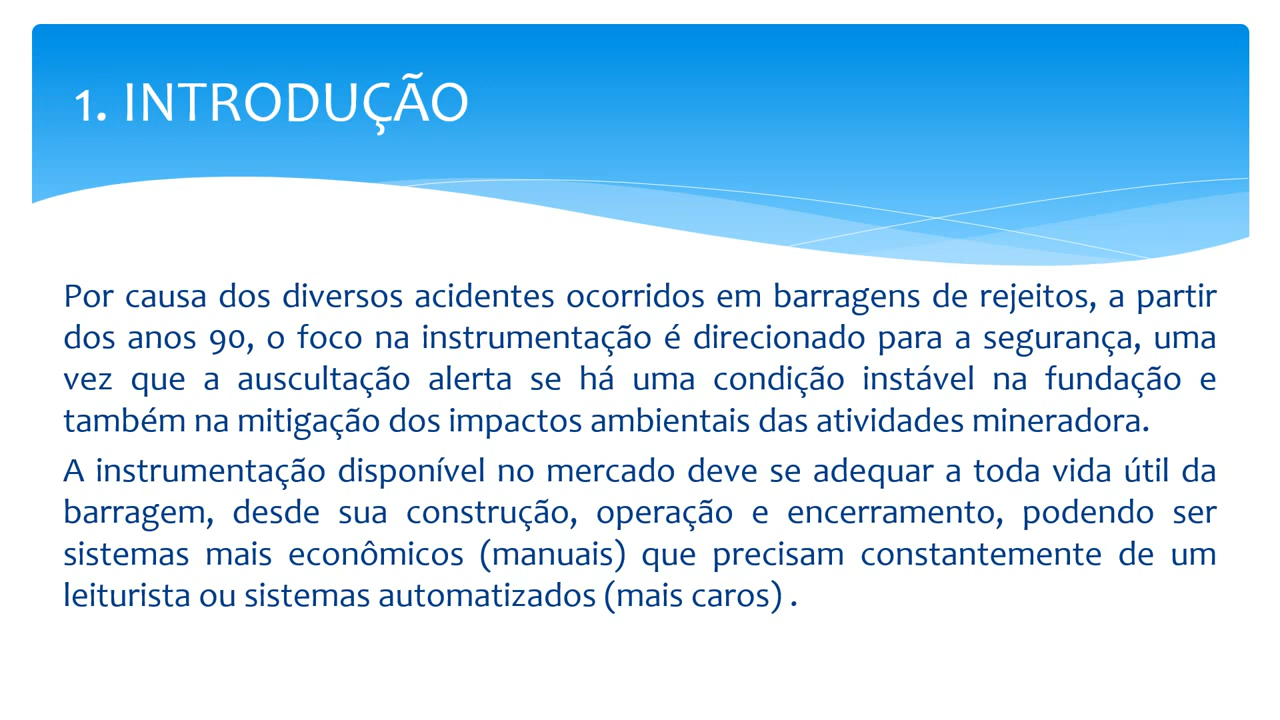 1. INTRODUÇÃO
Por causa dos diversos acidentes ocorridos em barragens de rejeitos, a partir
dos anos 90, o foco na instrumentação é direcionado para a segurança, uma
vez que a auscultação alerta se há uma condição instável na fundação e
também na mitigação dos impactos ambientais das atividades mineradora.
A instrumentação disponível no mercado deve se adequar a toda vida útil da
barragem, desde sua construção, operação e encerramento, podendo ser
sistemas mais econômicos (manuais) que precisam constantemente de um
leiturista ou sistemas automatizados (mais caros) .